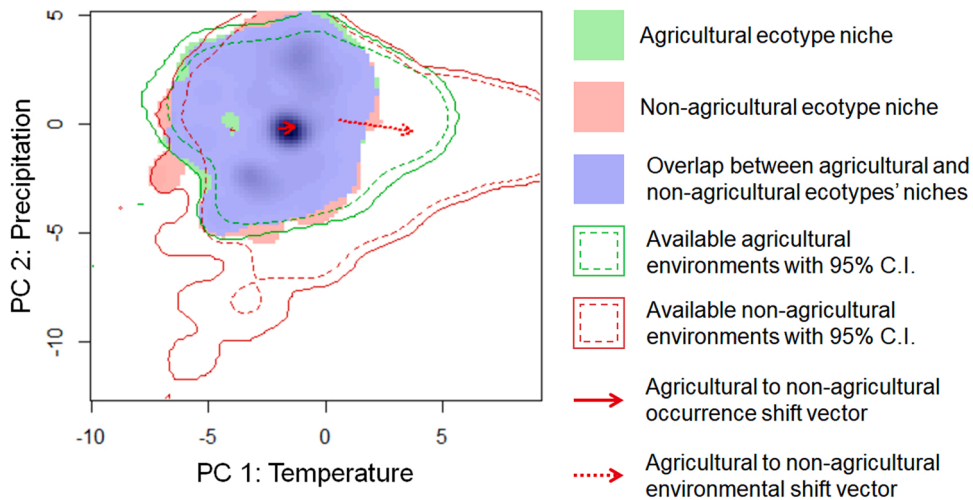 5
0
-5
-10
PC 2: Precipitation
-10
-5
0
5
PC 1: Temperature
Agricultural ecotype niche
Non-agricultural ecotype niche
Overlap between agricultural and
non-agricultural ecotypes' niches
Available agricultural
environments with 95% C.I.
Available non-agricultural
environments with 95% C.I.
Agricultural to non-agricultural
occurrence shift vector
Agricultural to non-agricultural
environmental shift vector